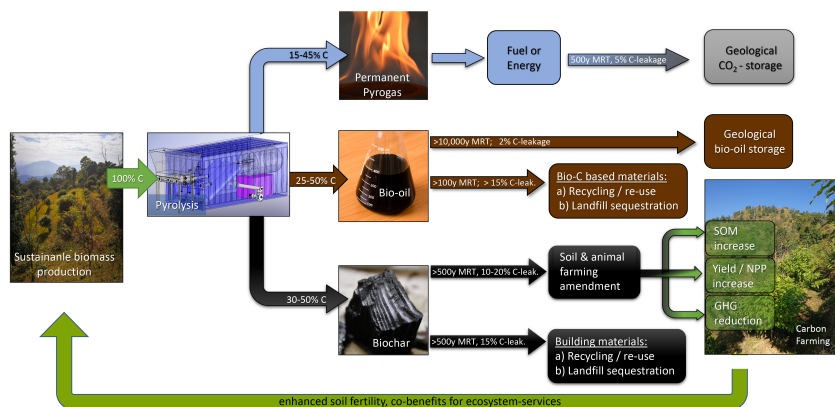 15-45% C
Permanent
Pyrogas
Fuel or
Energy
500y MRT, 5% C-leakage
Geological
CO2 - storage
Sustainanle biomass
production
100% C
Pyrolysis
25-50% C
Bio-oil
>10,000y MRT; 2% C-leakage
Geological
bio-oil storage
>100y MRT; > 15% C-leak.
Bio-C based materials:
a) Recycling / re-use
b) Landfill sequestration
30-50% C
Biochar
>500y MRT, 10-20% C-leak.
Soil & animal
farming
amendment
SOM
increase
Yield / NPP
increase
GHG
reduction
Carbon
Farming
>500y MRT, 15% C-leak.
Building materials:
a) Recycling / re-use
b) Landfill sequestration
enhanced soil fertility, co-benefits for ecosystem-services